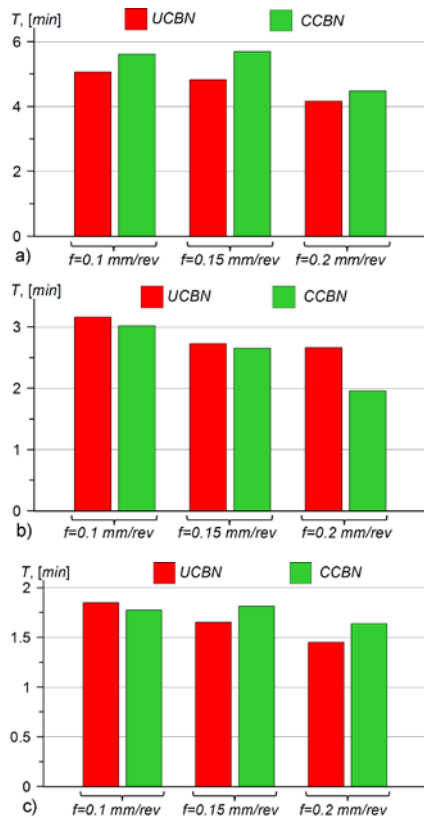 T, [min]
UCBN
CCBN
6
4
2
0
a)
f=0.1 mm/rev
f=0.15 mm/rev
f=0.2 mm/rev
T, [min]
UCBN
CCBN
3
2
1
0
b)
f=0.1 mm/rev
f=0.15 mm/rev
f=0.2 mm/rev
T, [min]
UCBN
CCBN
2
1.5
1
0.5
0
c)
f=0.1 mm/rev
f=0.15 mm/rev
f=0.2 mm/rev